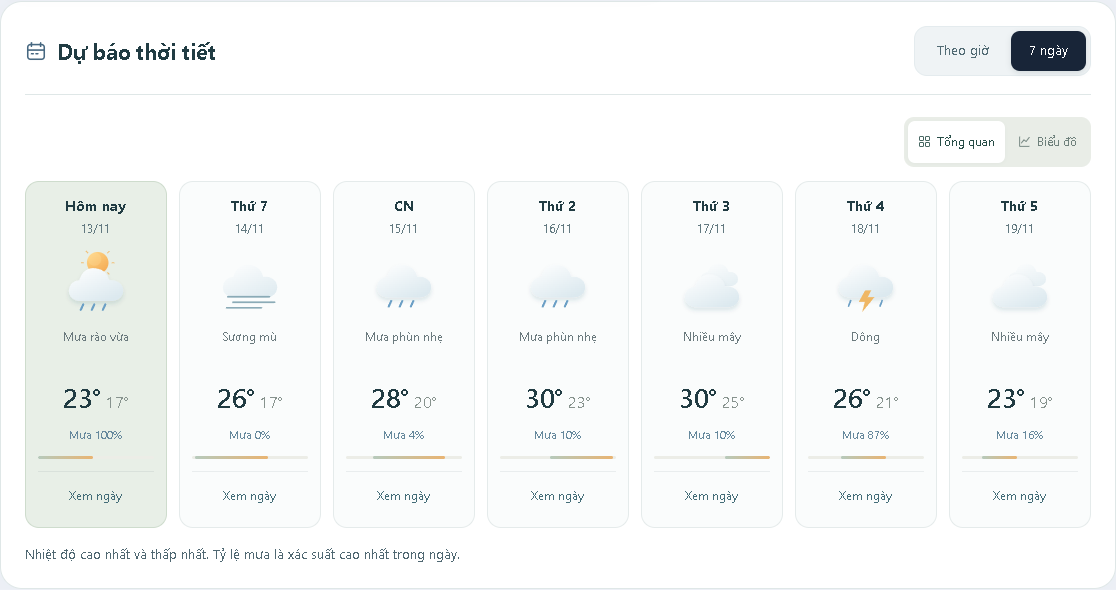 Dự báo thời tiết
Theo giờ
7 ngày
Tổng quan
Biểu đồ
Hôm nay
13/11
Mưa rào vừa
23° 17°
Mưa 100%
Xem ngày
Thứ 7
14/11
Sương mù
26° 17°
Mưa 0%
Xem ngày
CN
15/11
Mưa phùn nhẹ
28° 20°
Mưa 4%
Xem ngày
Thứ 2
16/11
Mưa phùn nhẹ
30° 23°
Mưa 10%
Xem ngày
Thứ 3
17/11
Nhiều mây
30° 25°
Mưa 10%
Xem ngày
Thứ 4
18/11
Dông
26° 21°
Mưa 87%
Xem ngày
Thứ 5
19/11
Nhiều mây
23° 19°
Mưa 16%
Xem ngày
Nhiệt độ cao nhất và thấp nhất. Tỷ lệ mưa là xác suất cao nhất trong ngày.